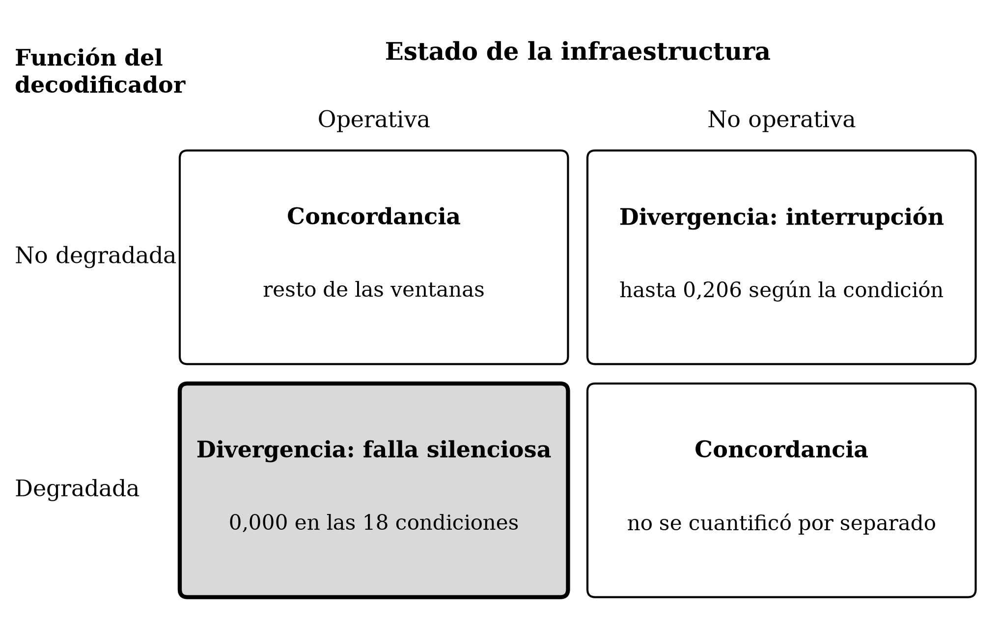 Función del
decodificador
Estado de la infraestructura
Operativa
No operativa
No degradada
Concordancia
resto de las ventanas
Divergencia: interrupción
hasta 0,206 según la condición
Degradada
Divergencia: falla silenciosa
0,000 en las 18 condiciones
Concordancia
no se cuantificó por separado